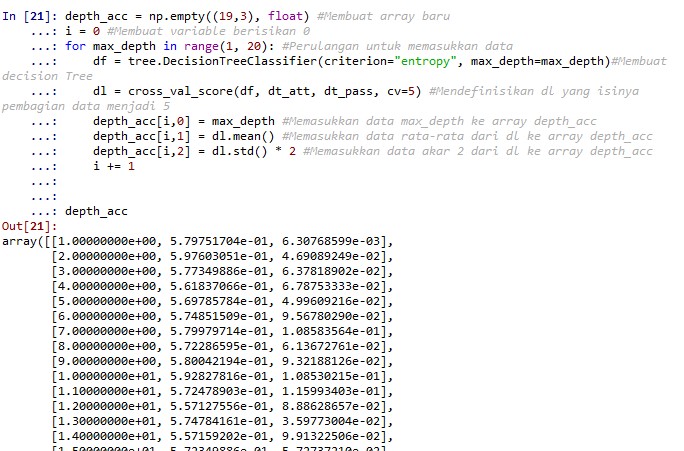 In [21]: depth_acc = np.empty((19,3), float) #Membuat array baru
    ...: i = 0 #Membuat variable berisikan 0
    ...: for max_depth in range(1, 20): #Perulangan untuk memasukkan data
    ...:     df = tree.DecisionTreeClassifier(criterion="entropy", max_depth=max_depth)#Membuat
decision Tree
    ...:     dl = cross_val_score(df, dt_att, dt_pass, cv=5) #Mendefinisikan dl yang isinya
pembagian data menjadi 5
    ...:     depth_acc[i,0] = max_depth #Memasukkan data max_depth ke array depth_acc
    ...:     depth_acc[i,1] = dl.mean() #Memasukkan data rata-rata dari dl ke array depth_acc
    ...:     depth_acc[i,2] = dl.std() * 2 #Memasukkan data akar 2 dari dl ke array depth_acc
    ...:     i += 1
    ...:
    ...:
    ...: depth_acc
Out[21]:
array([[1.00000000e+00, 5.79751704e-01, 6.30768599e-03],
       [2.00000000e+00, 5.97603051e-01, 4.69089249e-02],
       [3.00000000e+00, 5.77349886e-01, 6.37818902e-02],
       [4.00000000e+00, 5.61837066e-01, 6.78753333e-02],
       [5.00000000e+00, 5.69785784e-01, 4.99609216e-02],
       [6.00000000e+00, 5.74851509e-01, 9.56780290e-02],
       [7.00000000e+00, 5.79979714e-01, 1.08583564e-01],
       [8.00000000e+00, 5.72286595e-01, 6.13672761e-02],
       [9.00000000e+00, 5.80042194e-01, 9.32188126e-02],
       [1.00000000e+01, 5.92827816e-01, 1.08530215e-01],
       [1.10000000e+01, 5.72478903e-01, 1.15993403e-01],
       [1.20000000e+01, 5.57127556e-01, 8.88628657e-02],
       [1.30000000e+01, 5.74784161e-01, 3.59773004e-02],
       [1.40000000e+01, 5.57159202e-01, 9.91322506e-02],